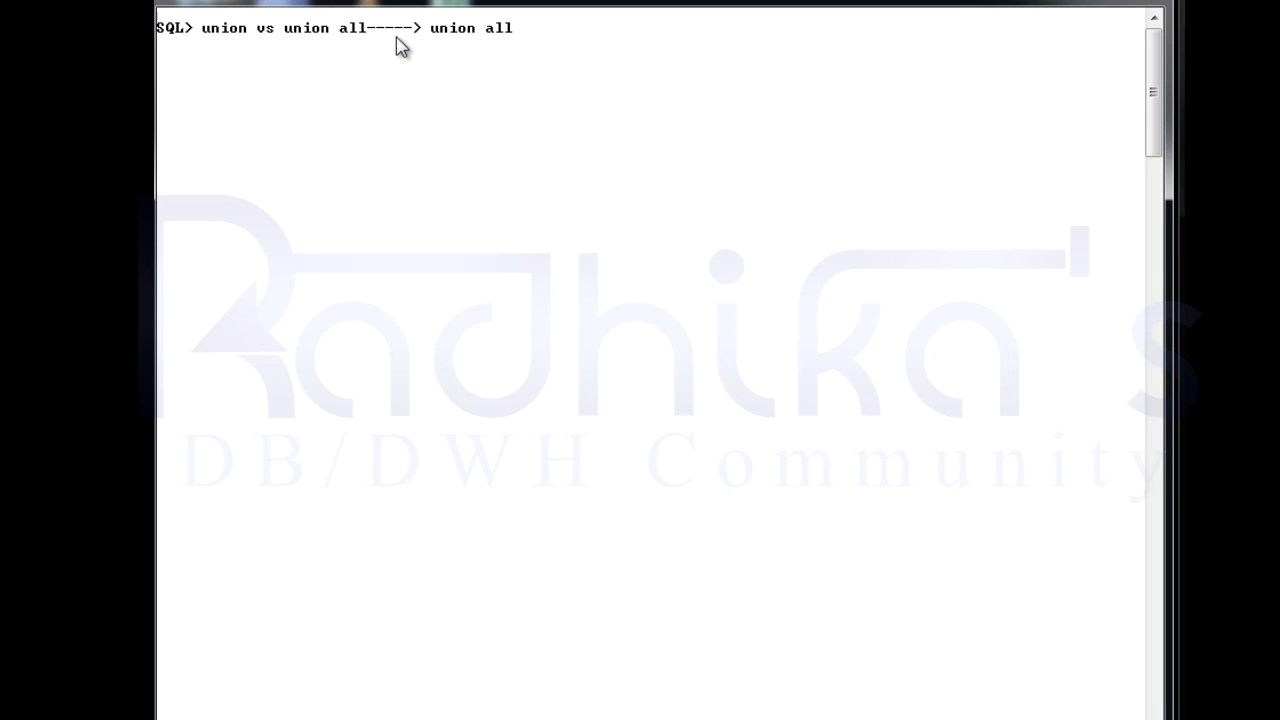 SQL> union vs union all-----> union all
Radhika's
DB/DWH Community